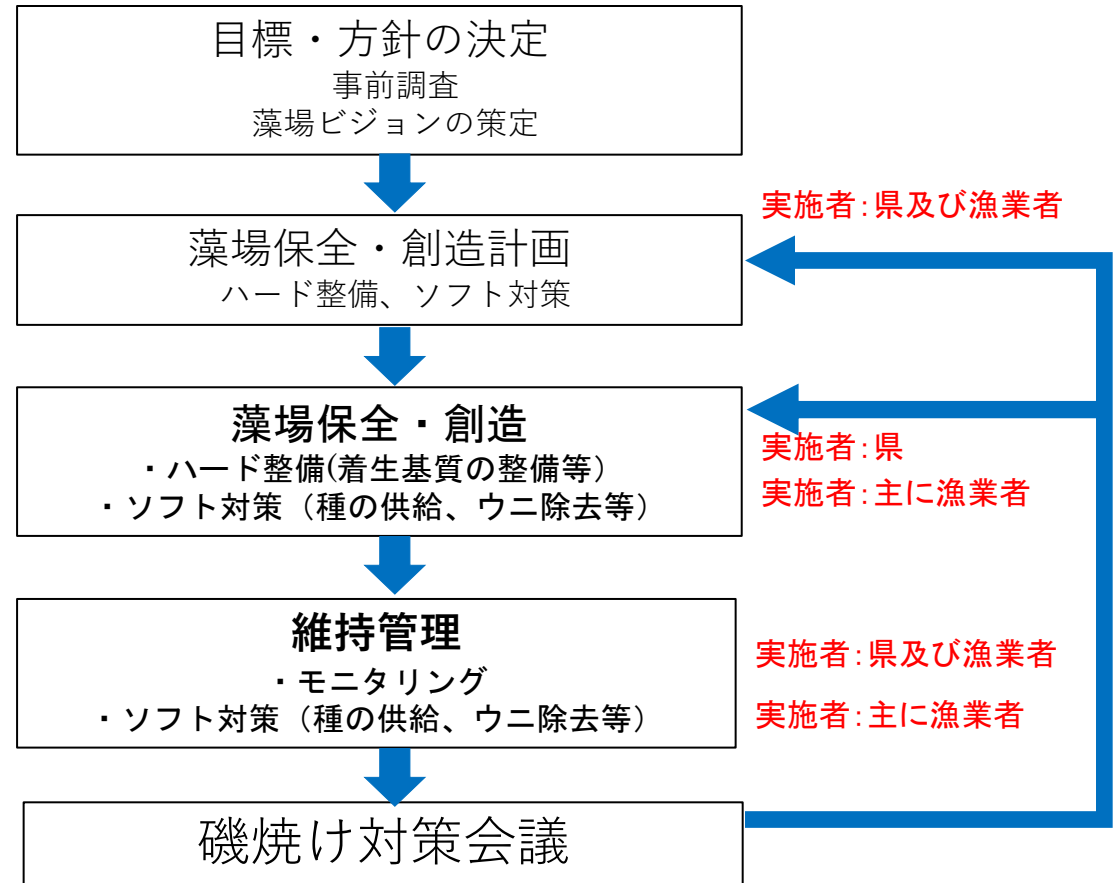 目標・方針の決定
事前調査
藻場ビジョンの策定
実施者:県及び漁業者
藻場保全・創造計画
ハード整備、ソフト対策
藻場保全・創造
・ハード整備(着生基質の整備等)
・ソフト対策（種の供給、ウニ除去等）
実施者:県
実施者:主に漁業者
維持管理
・モニタリング
・ソフト対策（種の供給、ウニ除去等）
実施者:県及び漁業者
実施者:主に漁業者
磯焼け対策会議